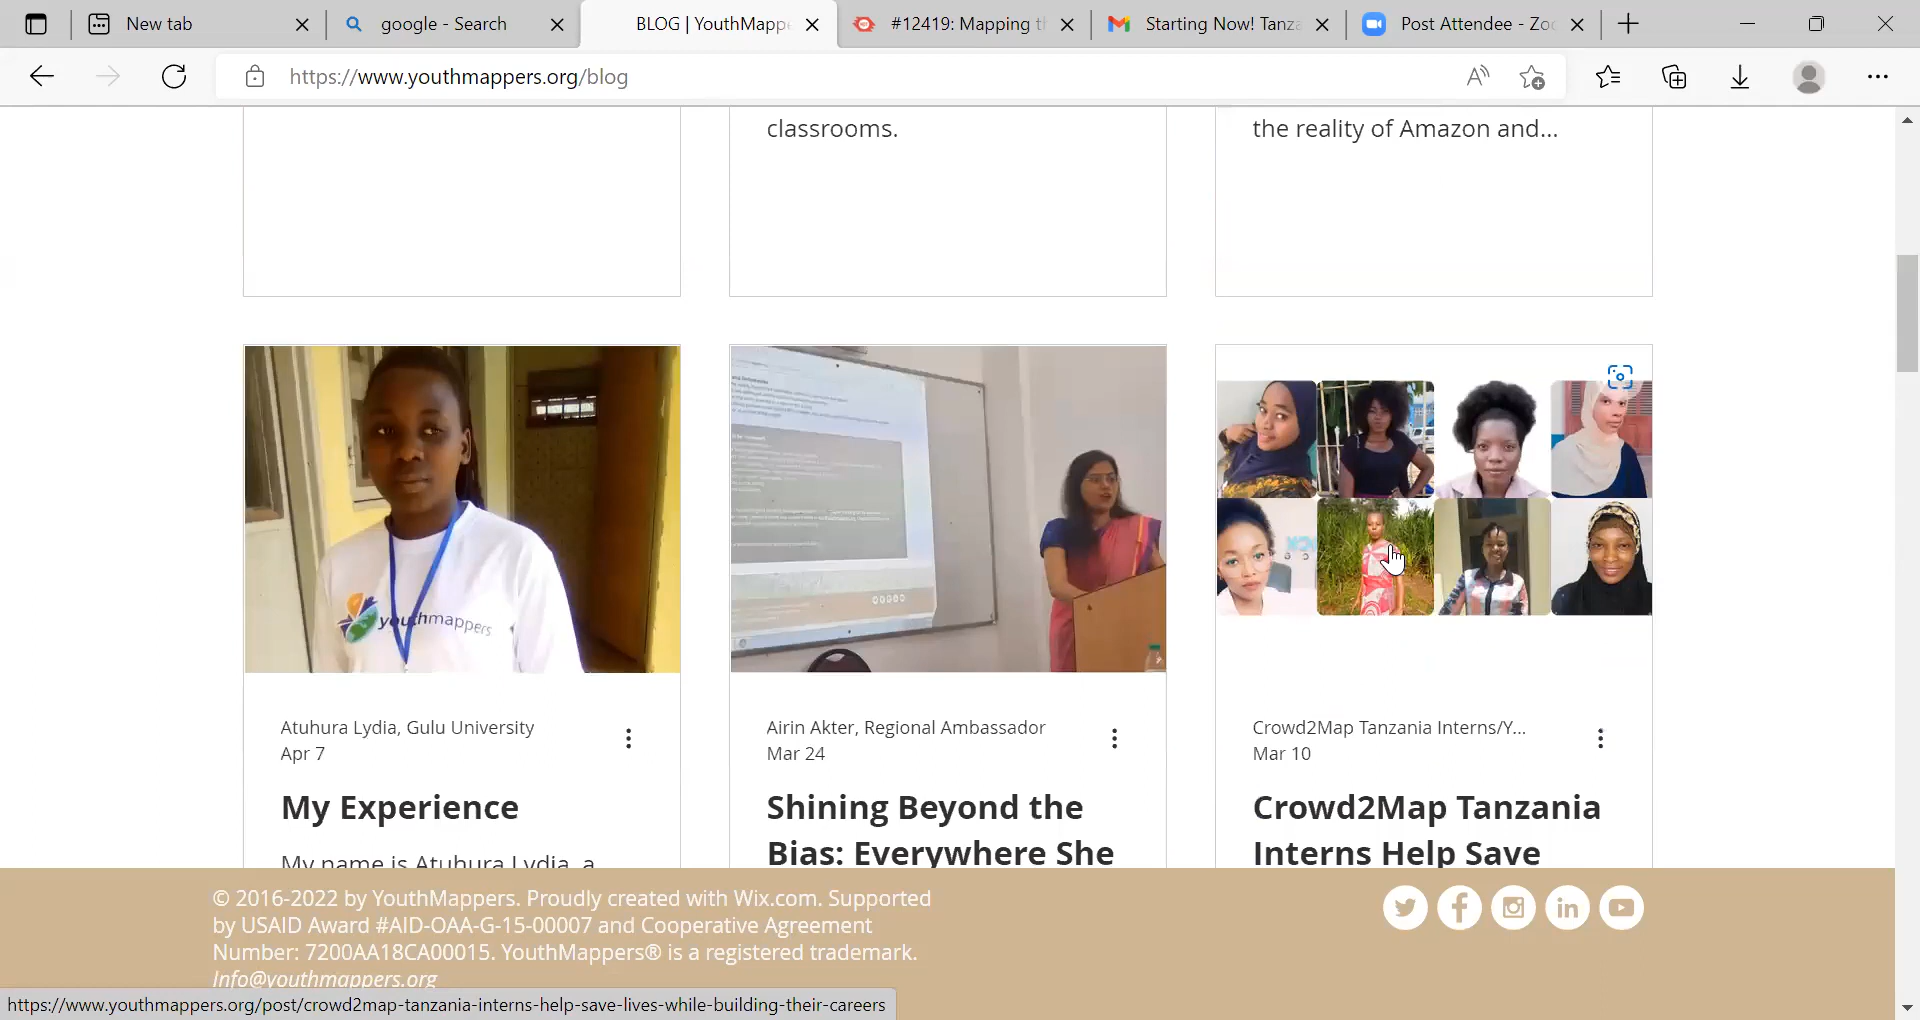 New tab
google - Search
BLOG | YouthMappe
#12419: Mapping t
Starting Now! Tanza
Post Attendee - Zo
https://www.youthmappers.org/blog
classrooms.
the reality of Amazon and...
youthmappers
Atuhura Lydia, Gulu University
Apr 7
My Experience
My name is Atuhura Lydia, a
Airin Akter, Regional Ambassador
Mar 24
Shining Beyond the
Bias: Everywhere She
Crowd2Map Tanzania Interns/Y...
Mar 10
Crowd2Map Tanzania
Interns Help Save
© 2016-2022 by YouthMappers. Proudly created with Wix.com. Supported
by USAID Award #AID-OAA-G-15-00007 and Cooperative Agreement
Number: 7200AA18CA00015. YouthMappers® is a registered trademark.
Info@youthmappers.org
https://www.youthmappers.org/post/crowd2map-tanzania-interns-help-save-lives-while-building-their-careers